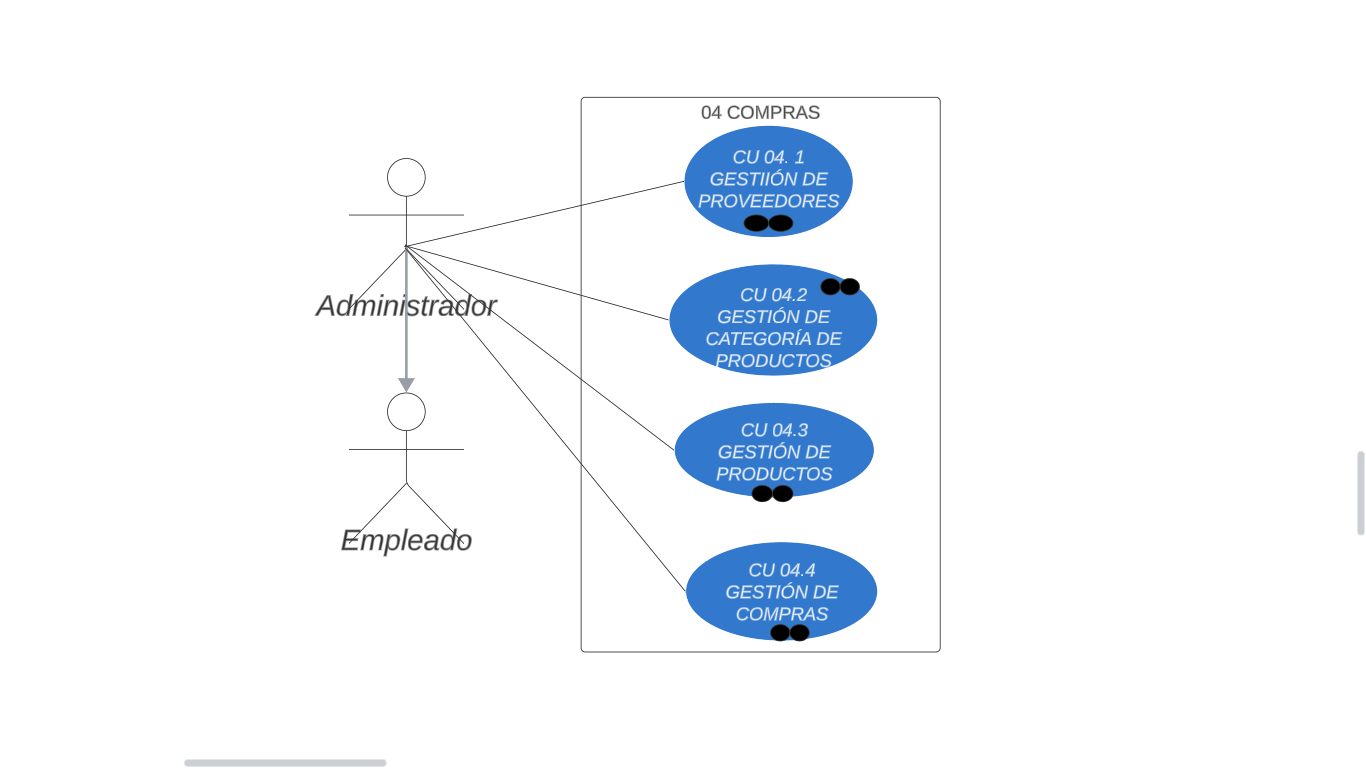 04 COMPRAS
CU 04. 1
GESTIIÓN DE
PROVEEDORES
CU 04.2
GESTIÓN DE
CATEGORÍA DE
PRODUCTOS
Administrador
CU 04.3
GESTIÓN DE
PRODUCTOS
Empleado
CU 04.4
GESTIÓN DE
COMPRAS